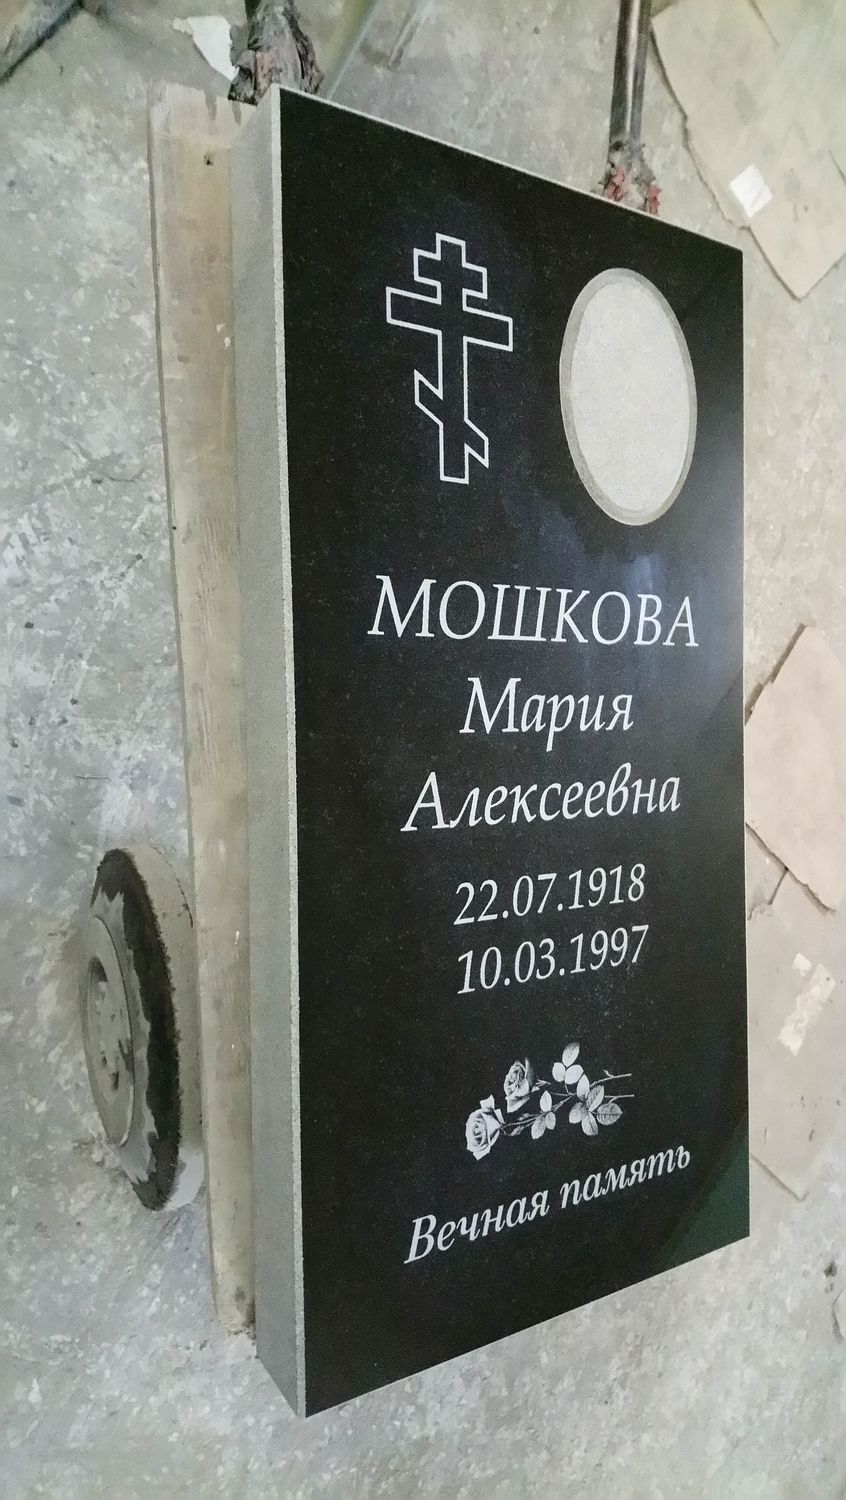 МОШКОВА
Мария
Алексеевна
22.07.1918
10.03.1997
Вечная память